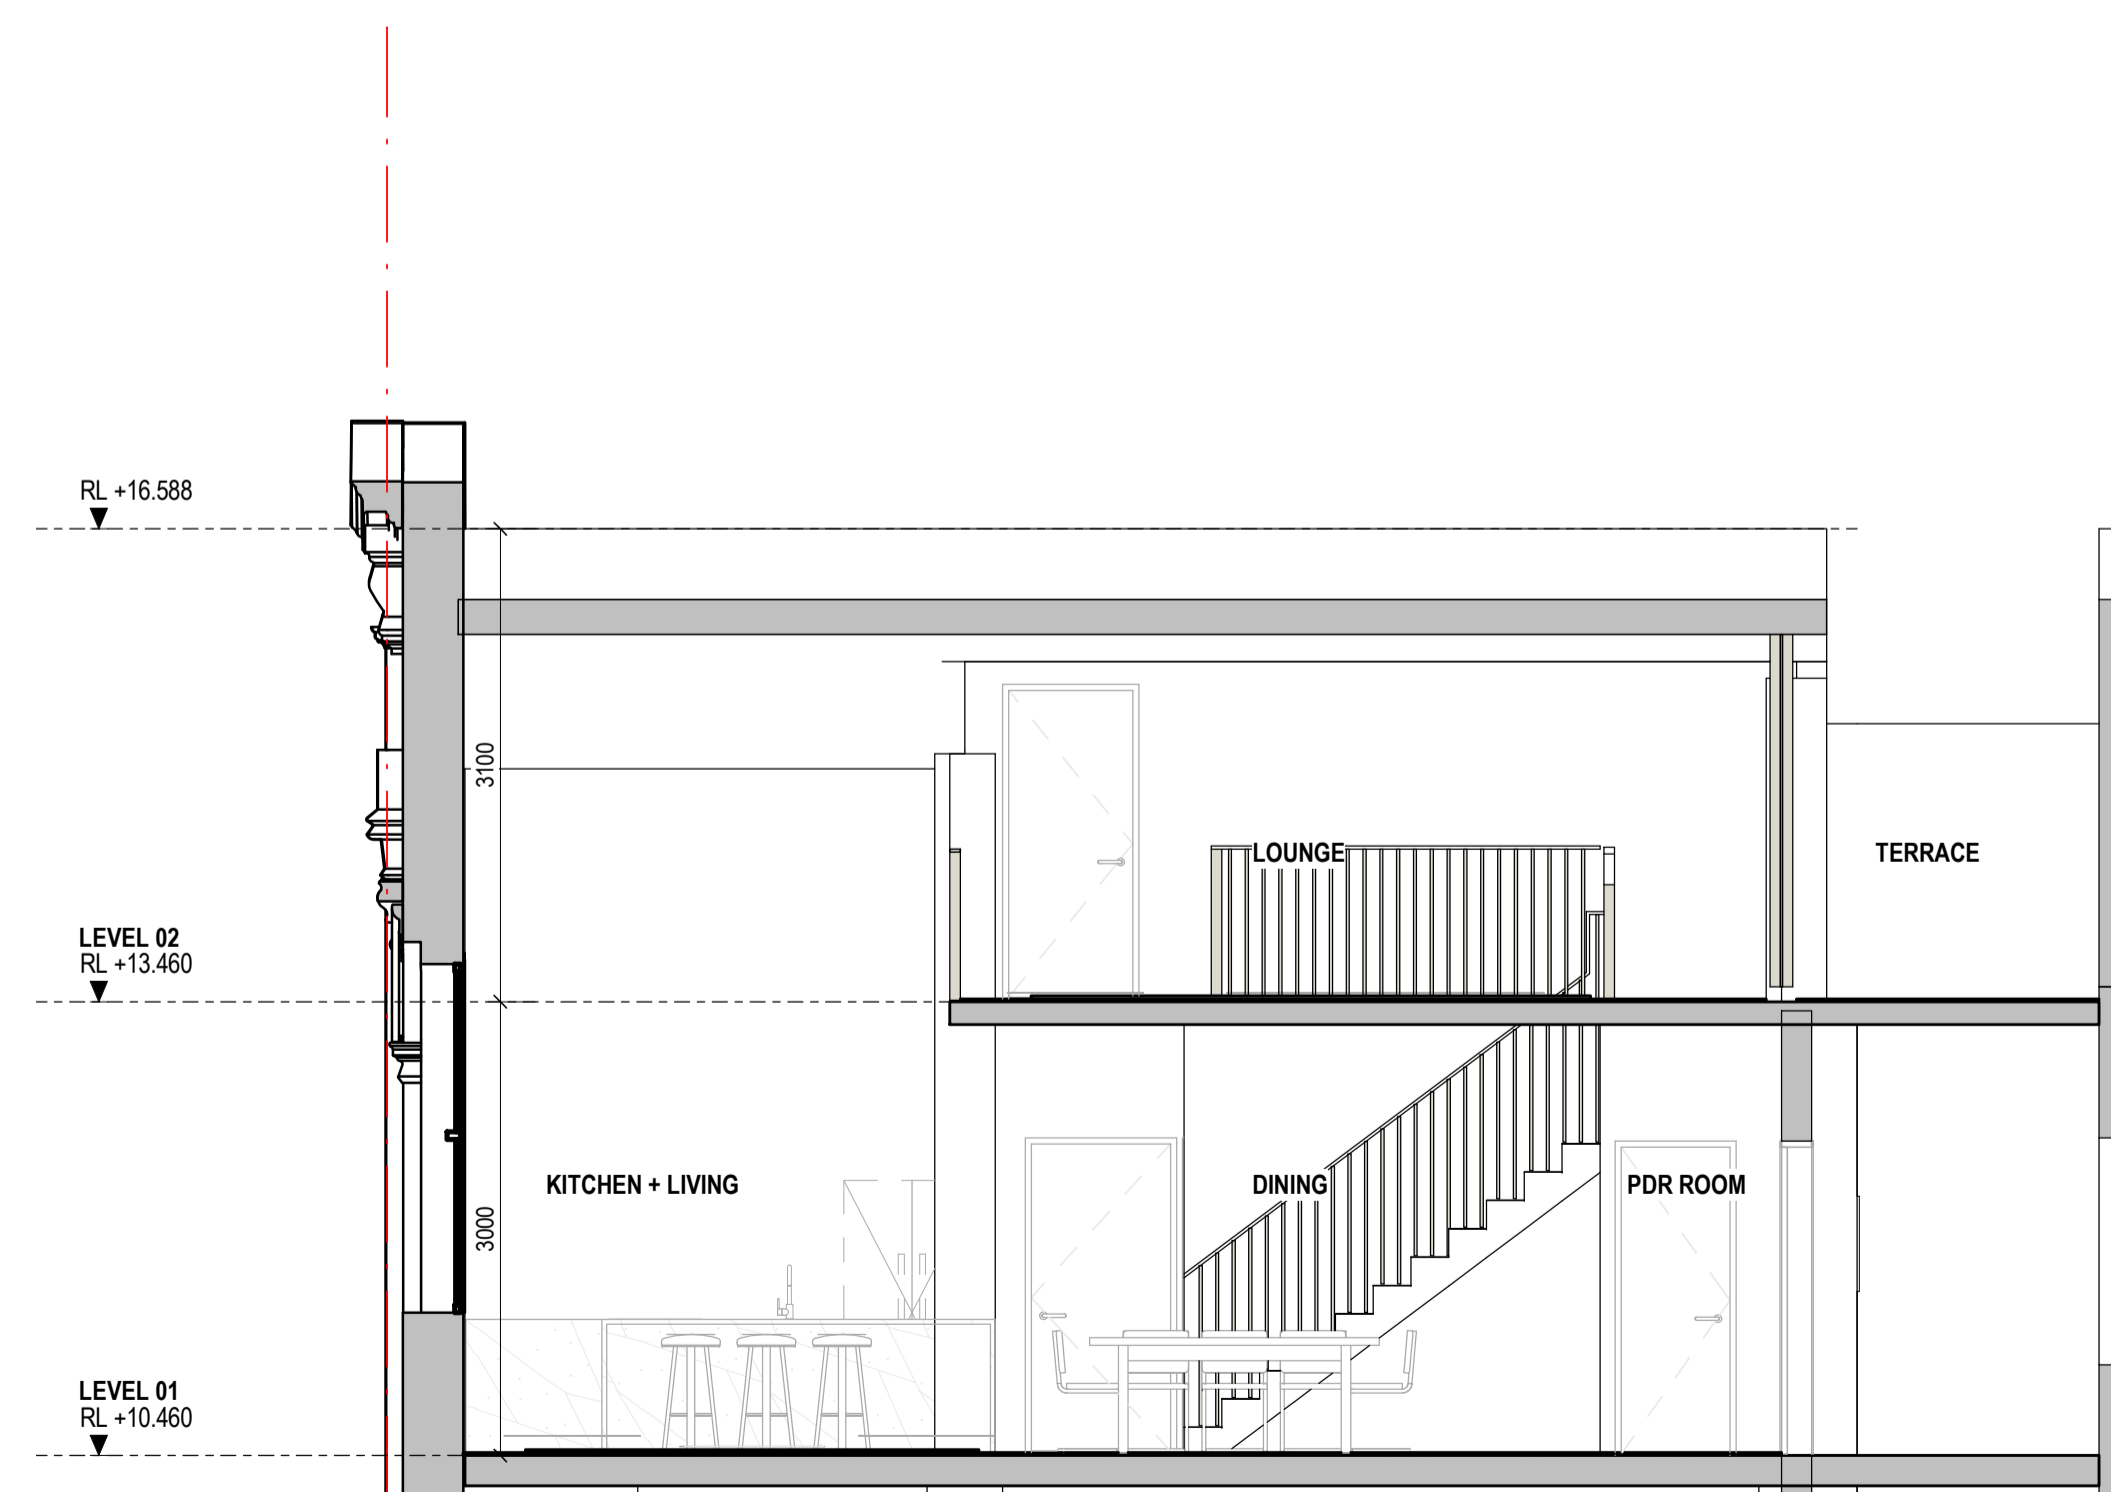 RL +16.588
3100
LOUNGE
TERRACE
LEVEL 02
RL +13.460
KITCHEN + LIVING
DINING
PDR ROOM
3000
LEVEL 01
RL +10.460